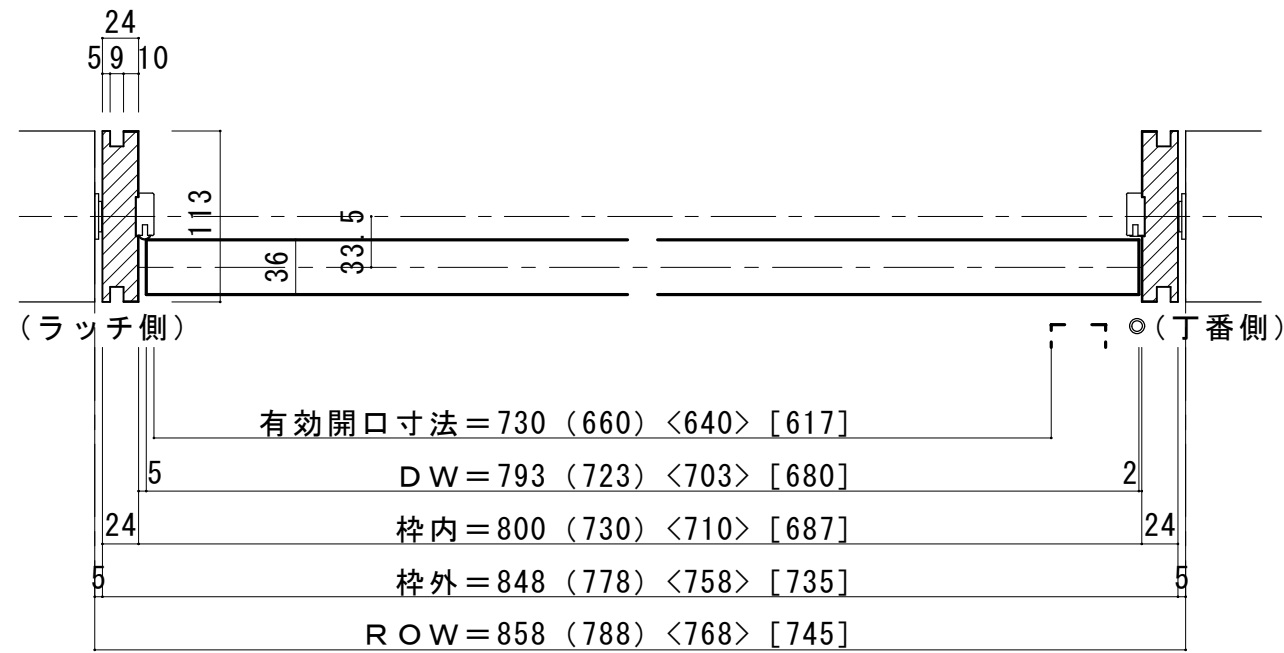 24
5 9 10
113
33.5
36
(ラッチ側)
◎(丁番側)
有効開口寸法=730 (660) <640> [617]
5 DW=793 (723) <703> [680] 2
24 枠内=800 (730) <710> [687] 24
5 枠外=848 (778) <758> [735] 5
ROW=858 (788) <768> [745]